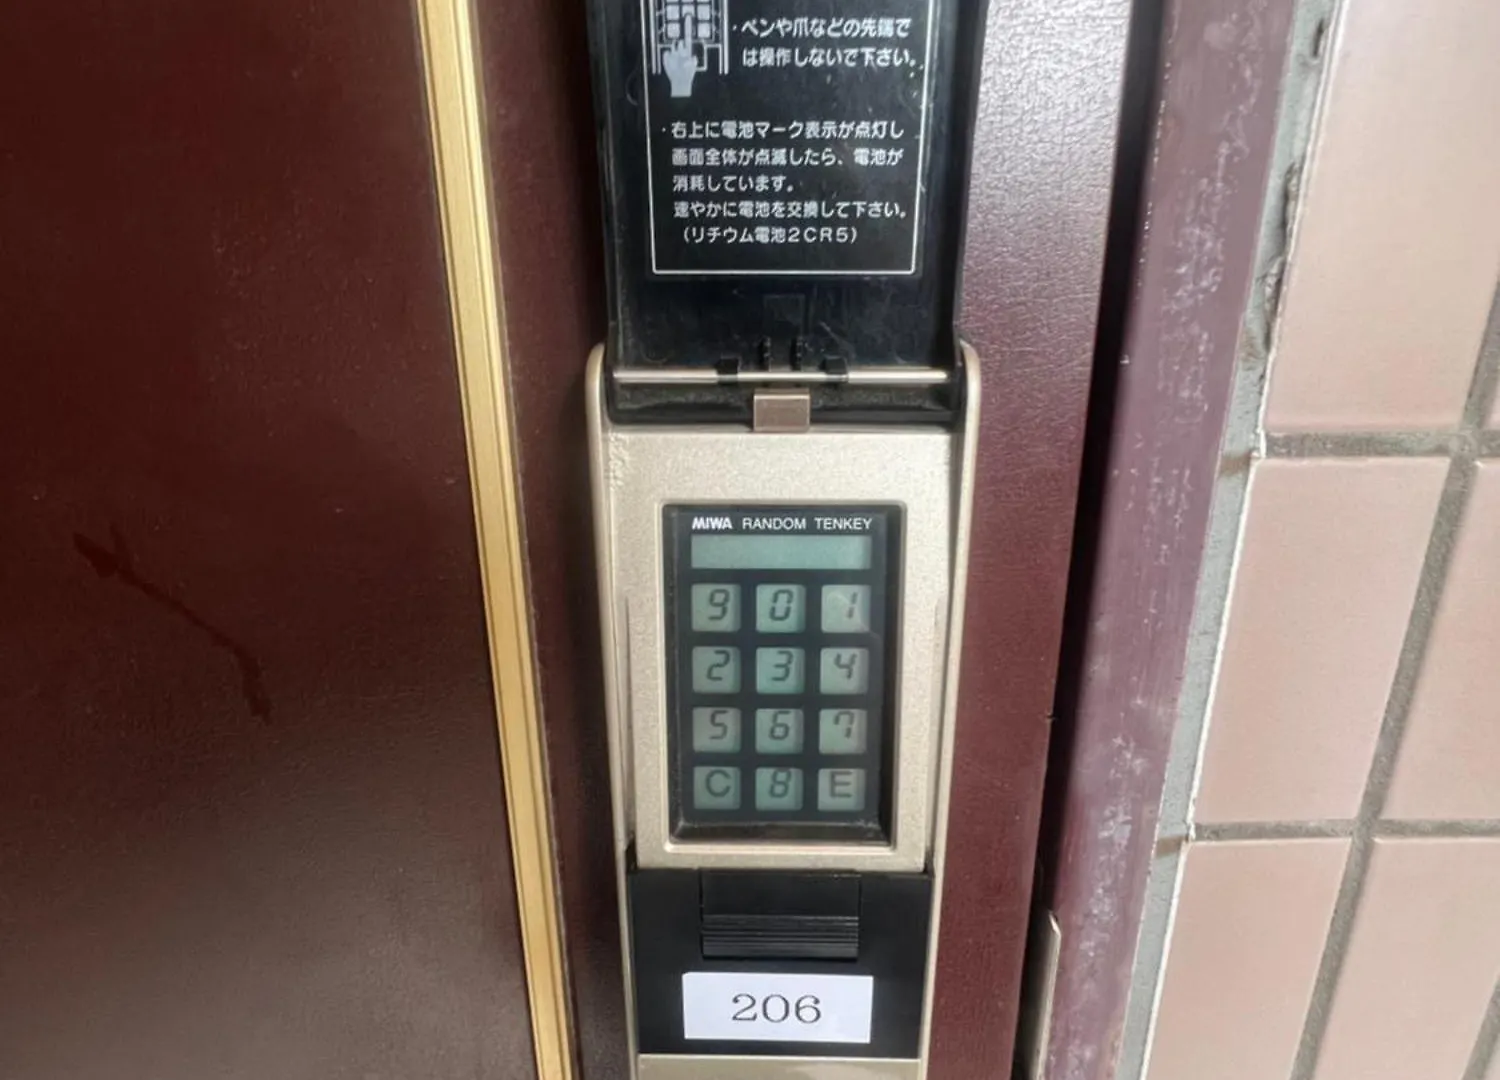 ・ペンや爪などの先端で
は操作しないで下さい。
・右上に電池マーク表示が点灯し
画面全体が点滅したら、電池が
消耗しています。
速やかに電池を交換して下さい。
(リチウム電池2CR5)
MIWA RANDOM TENKEY
9 0 1
2 3 4
5 6 7
C 8 E
206